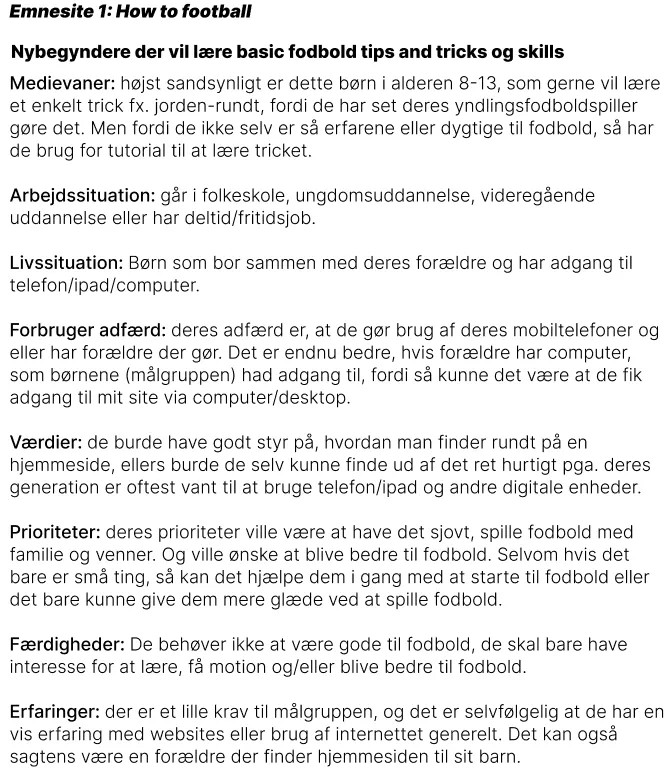 Emnesite 1: How to football
Nybegyndere der vil lære basic fodbold tips and tricks og skills
Medievaner: højst sandsynligt er dette børn i alderen 8-13, som gerne vil lære
et enkelt trick fx. jorden-rundt, fordi de har set deres yndlingsfodboldspiller
gøre det. Men fordi de ikke selv er så erfarene eller dygtige til fodbold, så har
de brug for tutorial til at lære tricket.
Arbejdssituation: går i folkeskole, ungdomsuddannelse, videregående
uddannelse eller har deltid/fritidsjob.
Livssituation: Børn som bor sammen med deres forældre og har adgang til
telefon/ipad/computer.
Forbruger adfærd: deres adfærd er, at de gør brug af deres mobiltelefoner og
eller har forældre der gør. Det er endnu bedre, hvis forældre har computer,
som børnene (målgruppen) had adgang til, fordi så kunne det være at de fik
adgang til mit site via computer/desktop.
Værdier: de burde have godt styr på, hvordan man finder rundt på en
hjemmeside, ellers burde de selv kunne finde ud af det ret hurtigt pga. deres
generation er oftest vant til at bruge telefon/ipad og andre digitale enheder.
Prioriteter: deres prioriteter ville være at have det sjovt, spille fodbold med
familie og venner. Og ville ønske at blive bedre til fodbold. Selvom hvis det
bare er små ting, så kan det hjælpe dem i gang med at starte til fodbold eller
det bare kunne give dem mere glæde ved at spille fodbold.
Færdigheder: De behøver ikke at være gode til fodbold, de skal bare have
interesse for at lære, få motion og/eller blive bedre til fodbold.
Erfaringer: der er et lille krav til målgruppen, og det er selvfølgelig at de har en
vis erfaring med websites eller brug af internettet generelt. Det kan også
sagtens være en forældre der finder hjemmesiden til sit barn.